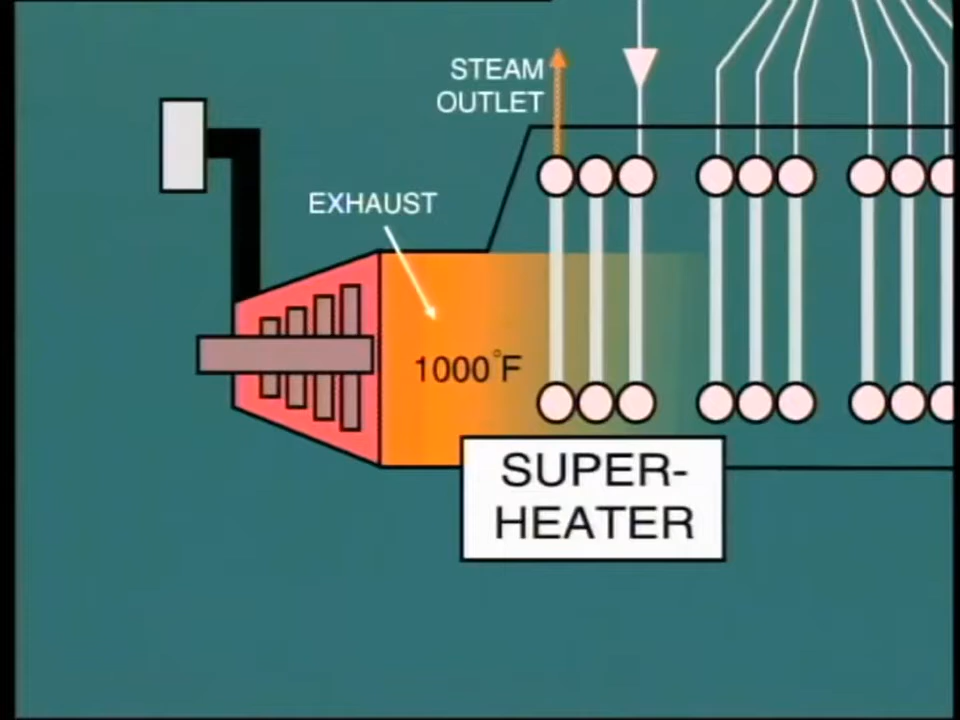 STEAM
OUTLET
EXHAUST
1000°F
SUPER-
HEATER